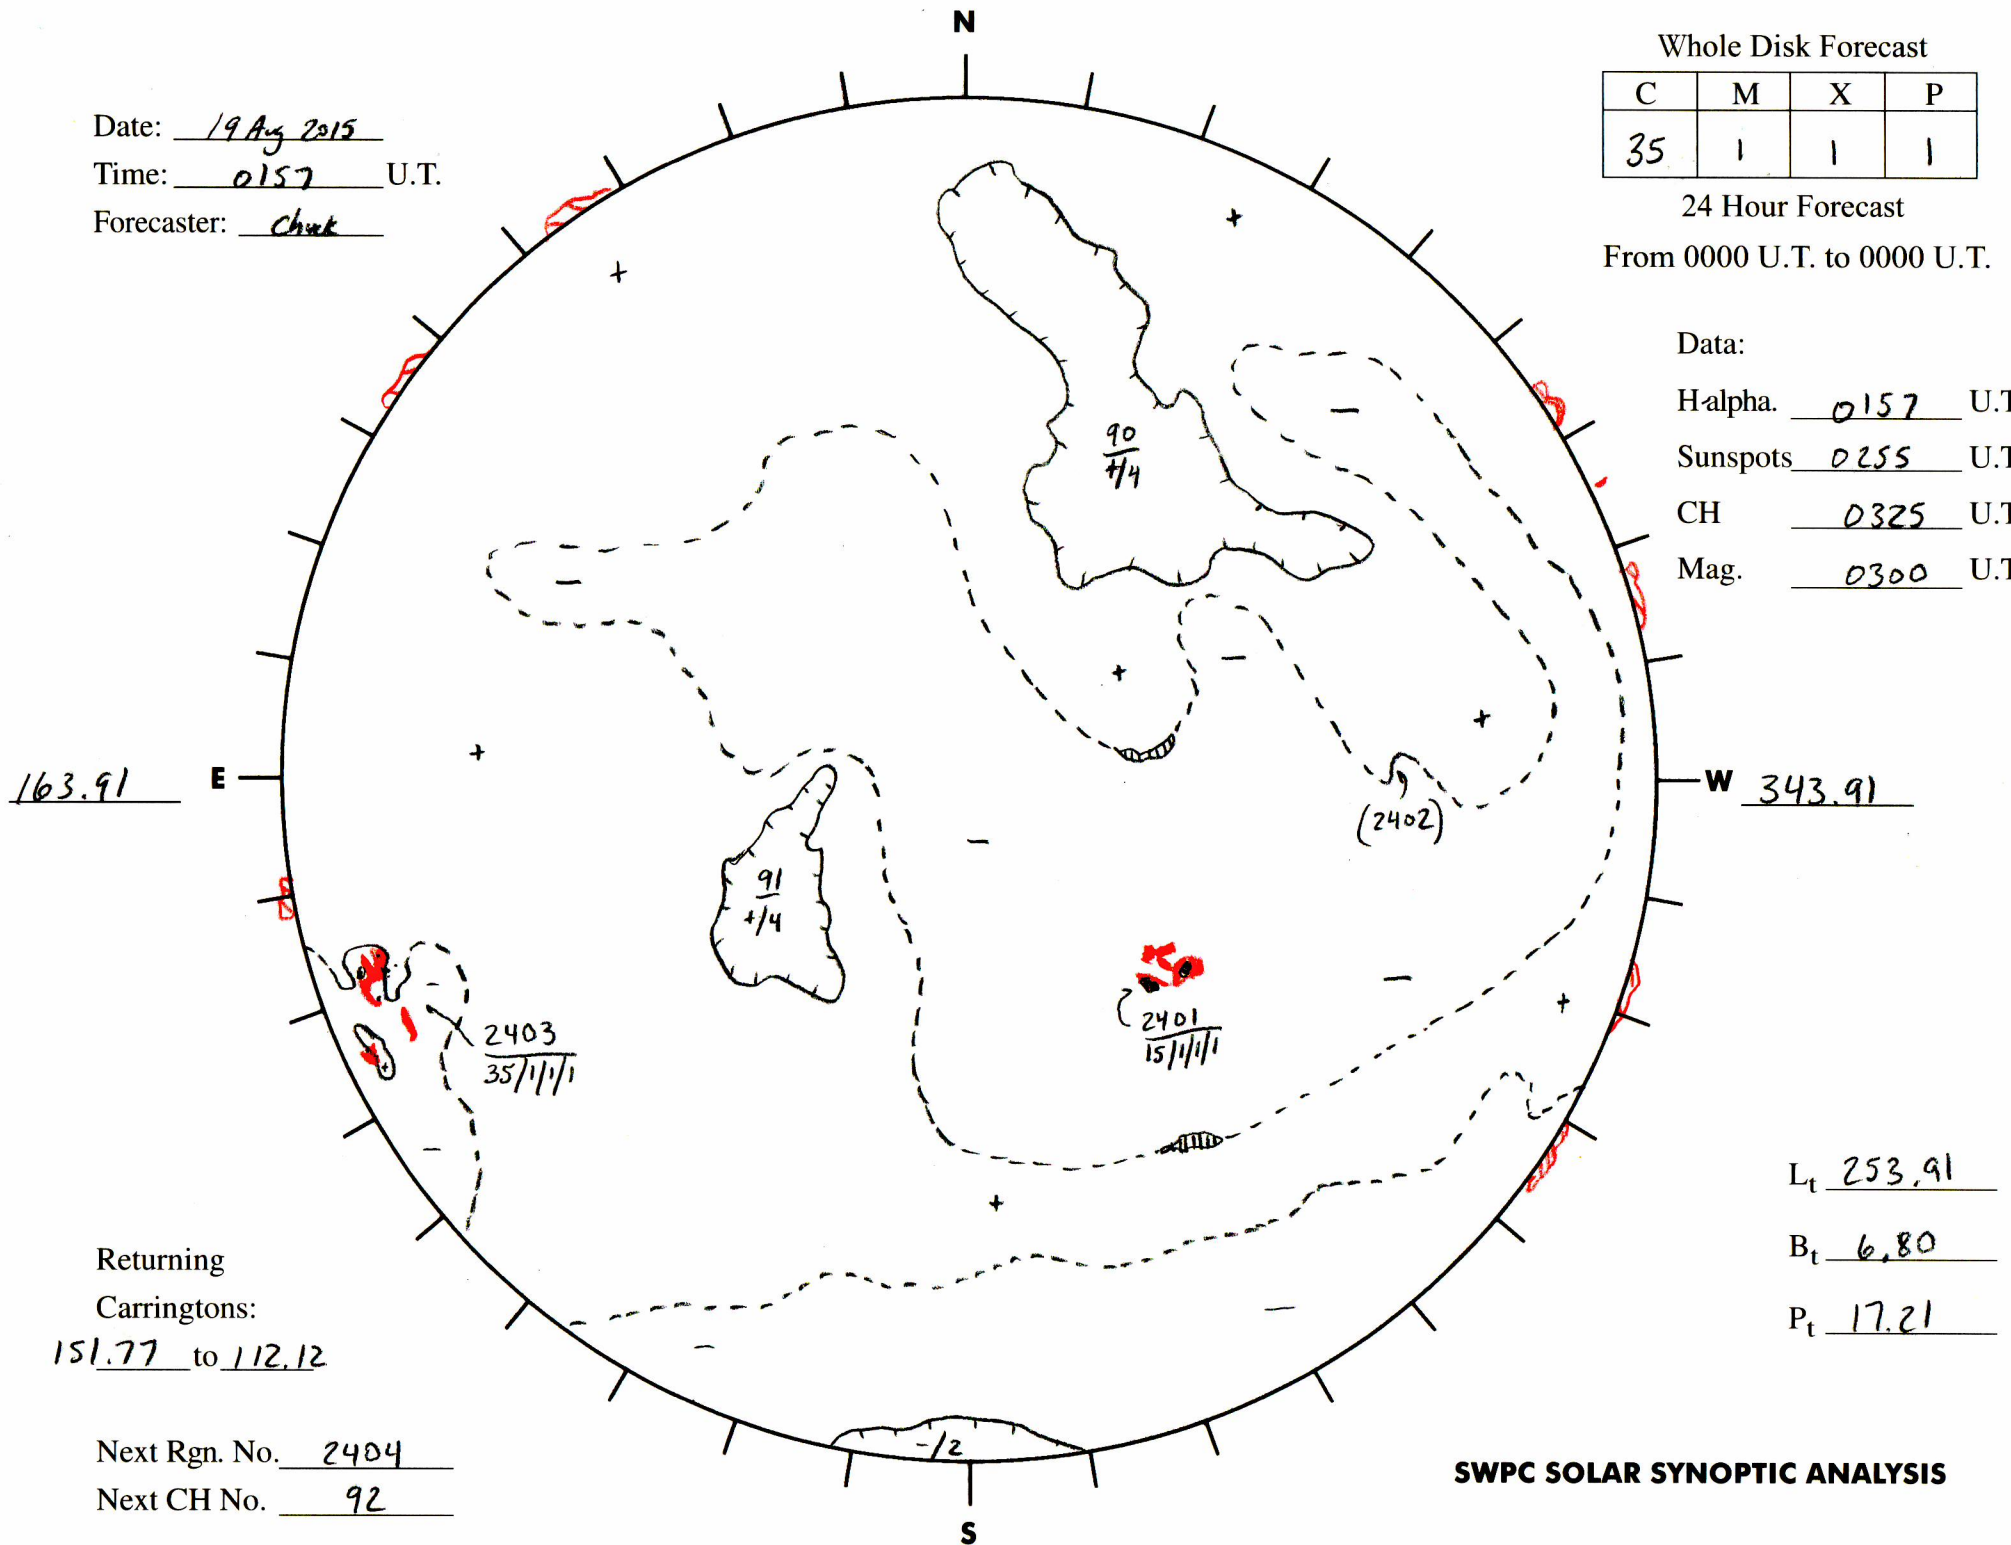 N
Date: 19 Aug 2015
Time: 0157 U.T.
Forecaster: Chuck
Whole Disk Forecast
C M X P
35 1 1 1
24 Hour Forecast
From 0000 U.T. to 0000 U.T.
Data:
H-alpha. 0157 U.T
Sunspots 0255 U.T
CH 0325 U.T
Mag. 0300 U.T
+
+
−
90
+/4
−
+
−
+
+
163.91 E
W 343.91
(2402)
−
91
+/4
−
−
+
2403
35/1/1/1
2401
15/1/1/1
+
−
+
Lt 253.91
Bt 6.80
Pt 17.21
Returning
Carringtons:
151.77 to 112.12
−
−
Next Rgn. No. 2404
Next CH No. 92
-/2
SWPC SOLAR SYNOPTIC ANALYSIS
S